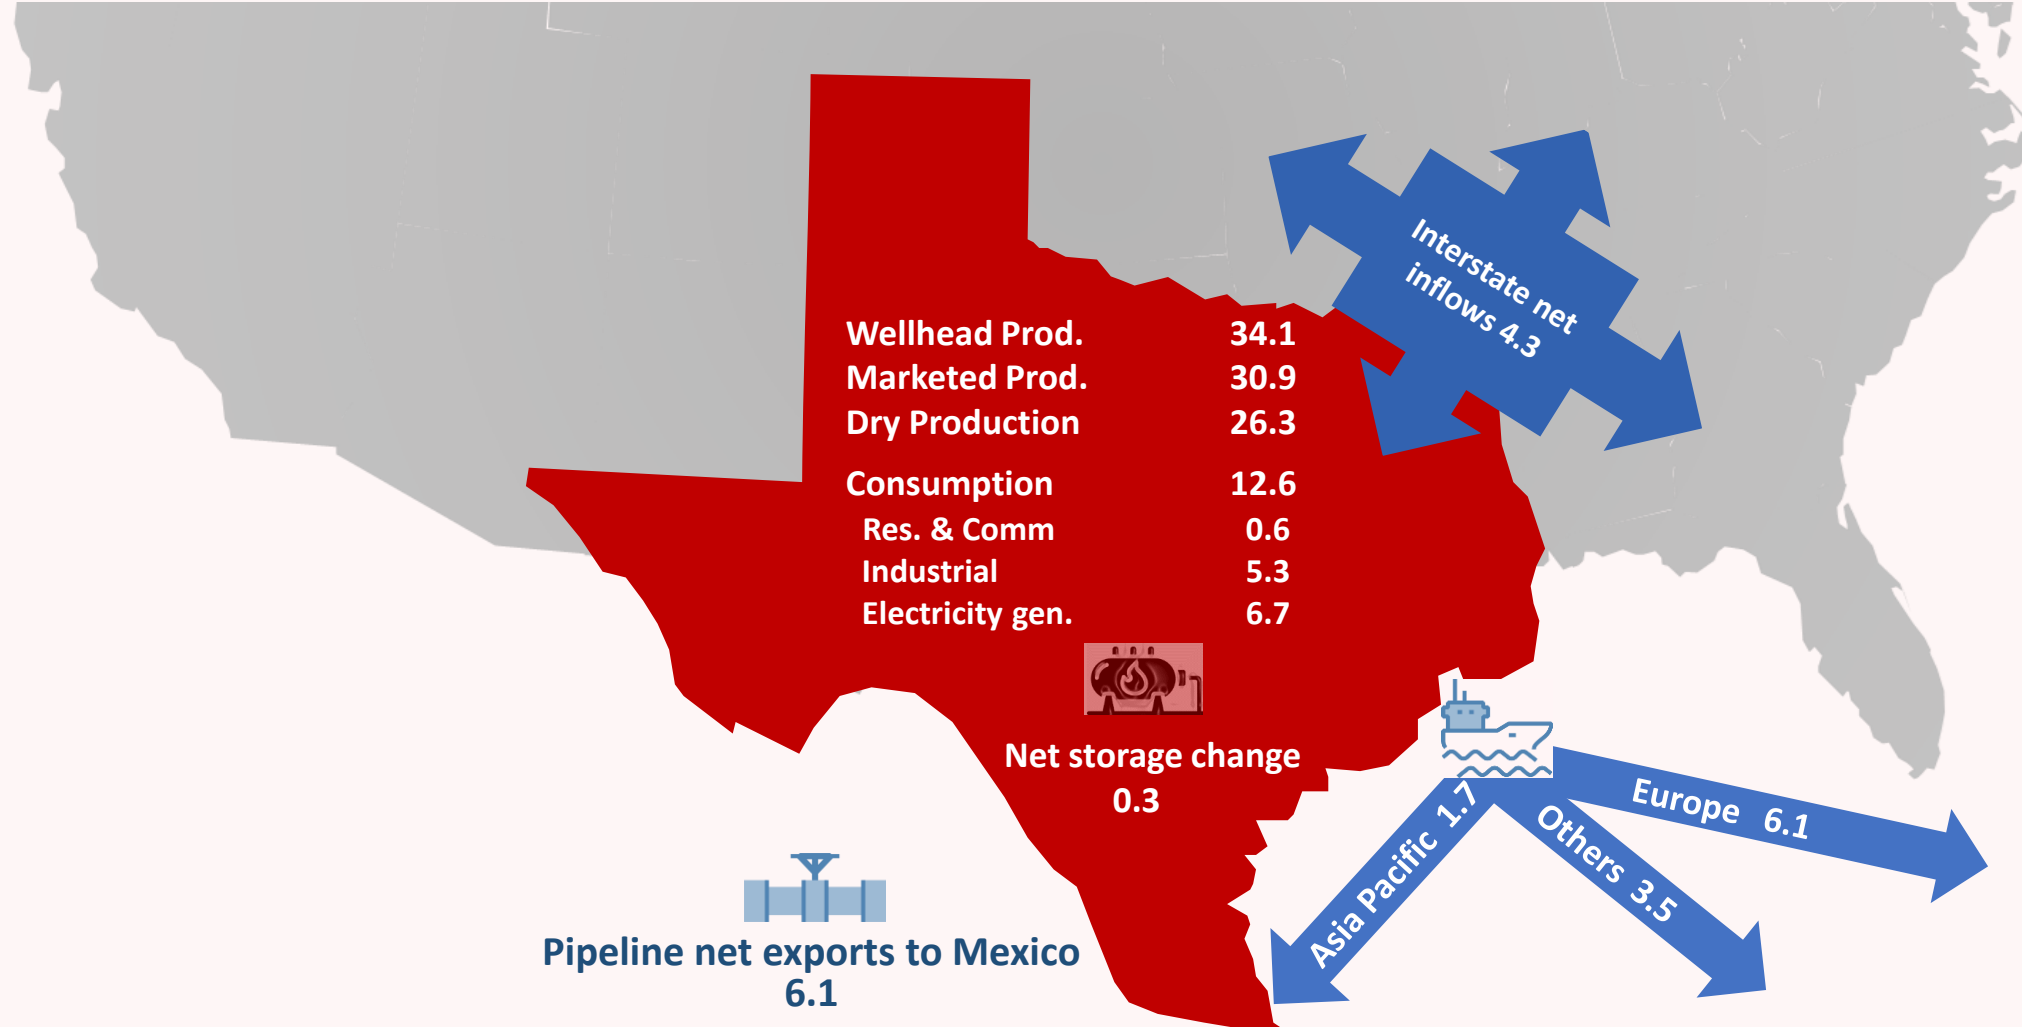 Interstate net
inflows 4.3
Wellhead Prod. 34.1
Marketed Prod. 30.9
Dry Production 26.3
Consumption 12.6
Res. & Comm 0.6
Industrial 5.3
Electricity gen. 6.7
Net storage change
0.3
Europe 6.1
Others 3.5
Asia Pacific 1.7
Pipeline net exports to Mexico
6.1